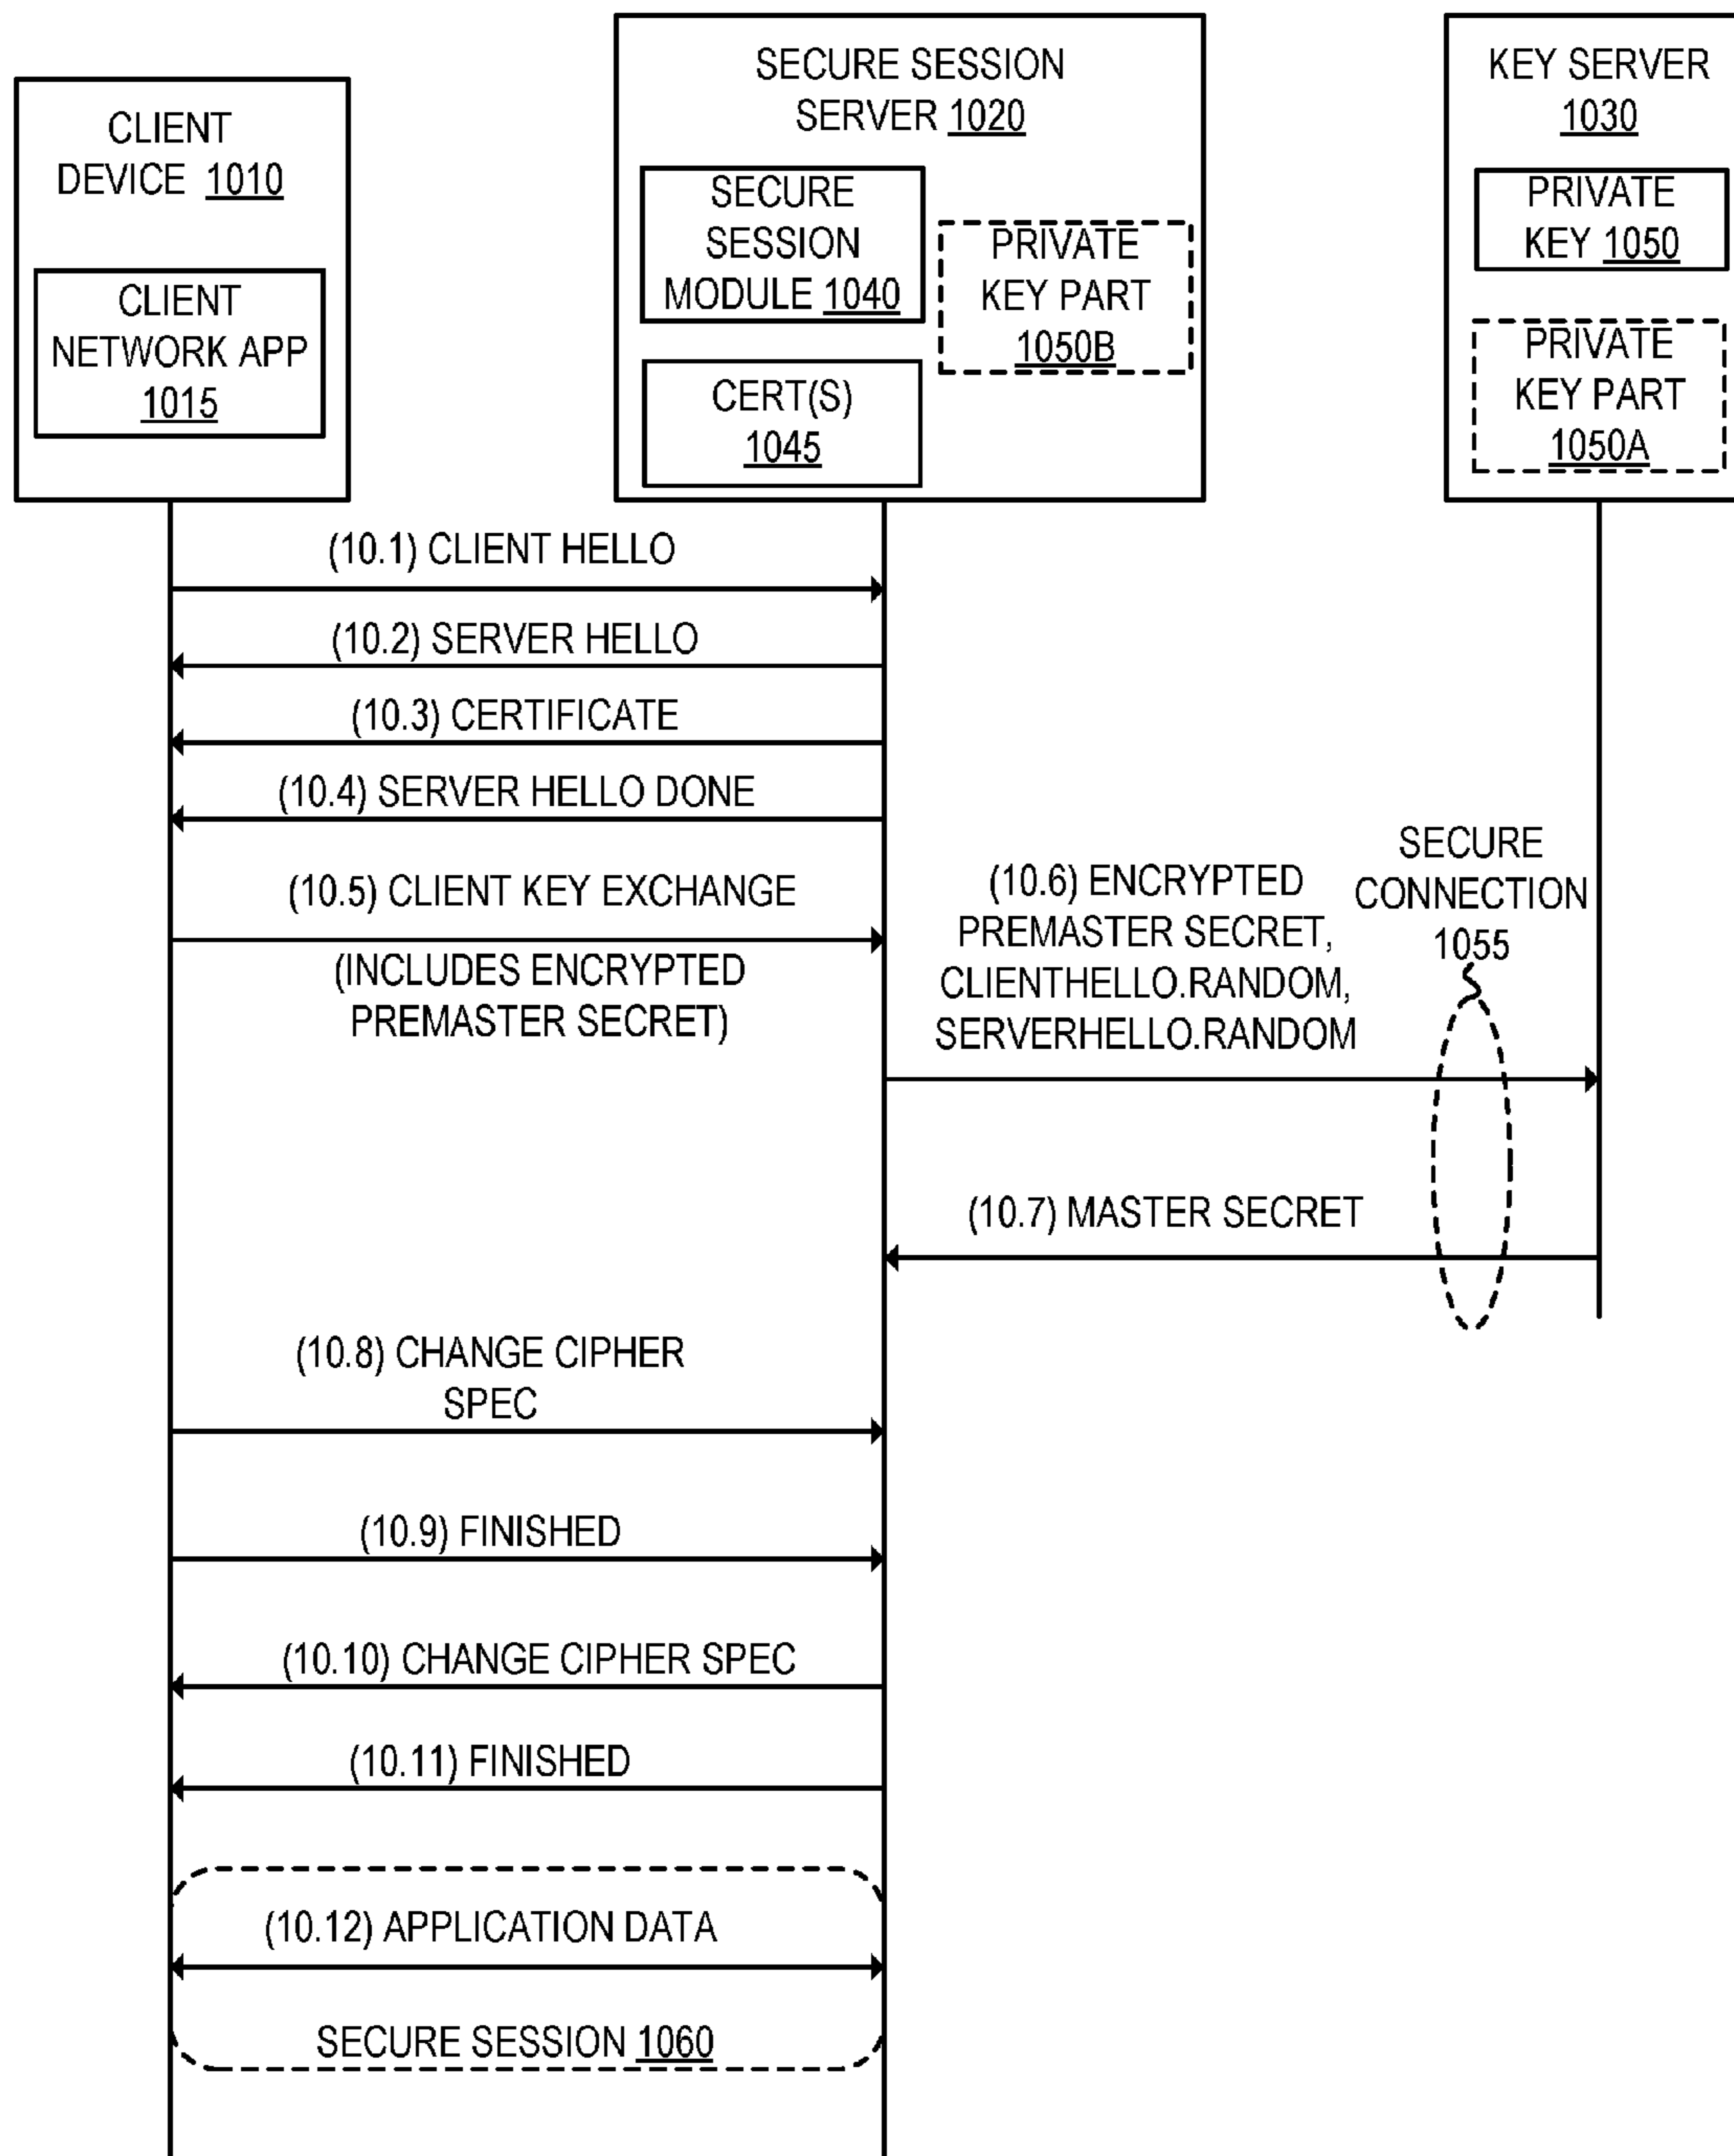 CLIENT
DEVICE 1010
CLIENT
NETWORK APP
1015
SECURE SESSION
SERVER 1020
SECURE
SESSION
MODULE 1040
PRIVATE
KEY PART
1050B
CERT(S)
1045
KEY SERVER
1030
PRIVATE
KEY 1050
PRIVATE
KEY PART
1050A
(10.1) CLIENT HELLO
(10.2) SERVER HELLO
(10.3) CERTIFICATE
(10.4) SERVER HELLO DONE
(10.5) CLIENT KEY EXCHANGE
(INCLUDES ENCRYPTED
PREMASTER SECRET)
(10.6) ENCRYPTED
PREMASTER SECRET,
CLIENTHELLO.RANDOM,
SERVERHELLO.RANDOM
SECURE
CONNECTION
1055
(10.7) MASTER SECRET
(10.8) CHANGE CIPHER
SPEC
(10.9) FINISHED
(10.10) CHANGE CIPHER SPEC
(10.11) FINISHED
(10.12) APPLICATION DATA
SECURE SESSION 1060